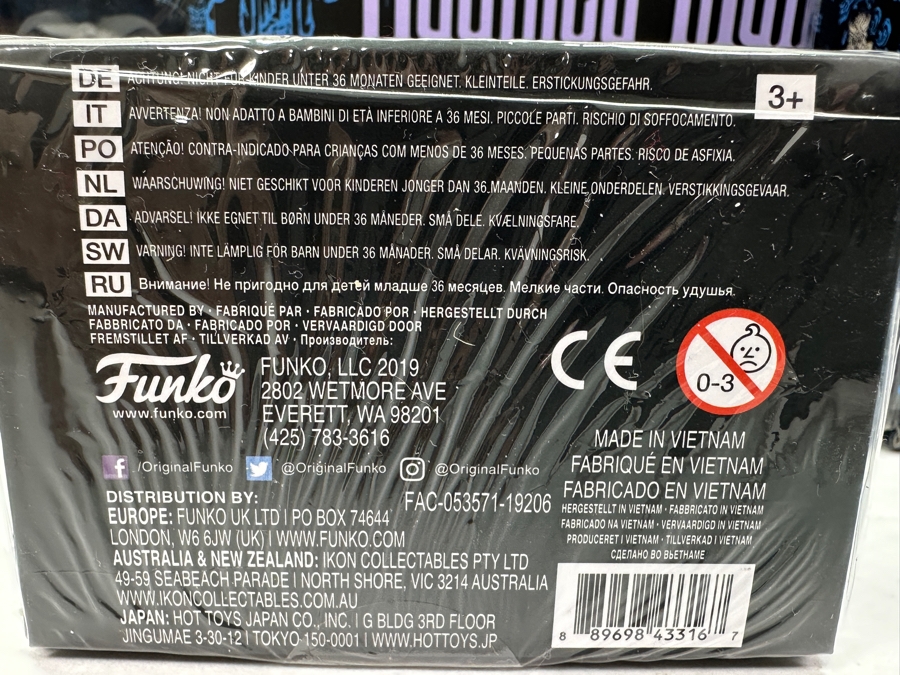 Haunted Man
DE ACHTUNG! NICHT FÜR KINDER UNTER 36 MONATEN GEEIGNET. KLEINTEILE. ERSTICKUNGSGEFAHR.
3+
IT AVVERTENZA! NON ADATTO A BAMBINI DI ETÀ INFERIORE A 36 MESI. PICCOLE PARTI. RISCHIO DI SOFFOCAMENTO.
PO ATENÇÃO! CONTRA-INDICADO PARA CRIANÇAS COM MENOS DE 36 MESES. PEQUENAS PARTES. RISCO DE ASFIXIA.
NL WAARSCHUWING! NIET GESCHIKT VOOR KINDEREN JONGER DAN 36 MAANDEN. KLEINE ONDERDELEN. VERSTIKKINGSGEVAAR.
DA ADVARSEL! IKKE EGNET TIL BØRN UNDER 36 MÅNEDER. SMÅ DELE. KVÆLNINGSFARE.
SW VARNING! INTE LÄMPLIG FÖR BARN UNDER 36 MÅNADER. SMÅ DELAR. KVÄVNINGSRISK.
RU Внимание! Не пригодно для детей младше 36 месяцев. Мелкие части. Опасность удушья.
MANUFACTURED BY · FABRIQUÉ PAR · FABRICADO POR · HERGESTELLT DURCH
FABBRICATO DA · FABRICADO POR · VERVAARDIGD DOOR
FREMSTILLET AF · TILLVERKAD AV · Производитель:
Funko
www.funko.com
FUNKO, LLC 2019
2802 WETMORE AVE
EVERETT, WA 98201
(425) 783-3616
CE
0-3
/OriginalFunko @OriginalFunko @OriginalFunko
DISTRIBUTION BY:
FAC-053571-19206
EUROPE: FUNKO UK LTD | PO BOX 74644
LONDON, W6 6JW (UK) | WWW.FUNKO.COM
AUSTRALIA & NEW ZEALAND: IKON COLLECTABLES PTY LTD
49-59 SEABEACH PARADE | NORTH SHORE, VIC 3214 AUSTRALIA
WWW.IKONCOLLECTABLES.COM.AU
JAPAN: HOT TOYS JAPAN CO., INC. | G BLDG 3RD FLOOR
JINGUMAE 3-30-12 | TOKYO 150-0001 | WWW.HOTTOYS.JP
MADE IN VIETNAM
FABRIQUÉ EN VIETNAM
FABRICADO EN VIETNAM
HERGESTELLT IN VIETNAM · FABBRICATO IN VIETNAM
FABRICADO NA VIETNAM · VERVAARDIGD IN VIETNAM
PRODUCERET I VIETNAM · TILLVERKAD I VIETNAM
СДЕЛАНО ВО ВЬЕТНАМЕ
8 89698 43316 7